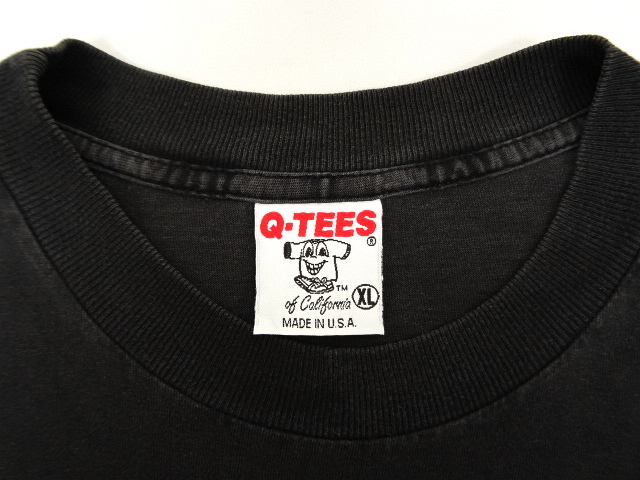 Q-TEES
®
TM
of California XL
MADE IN U.S.A.